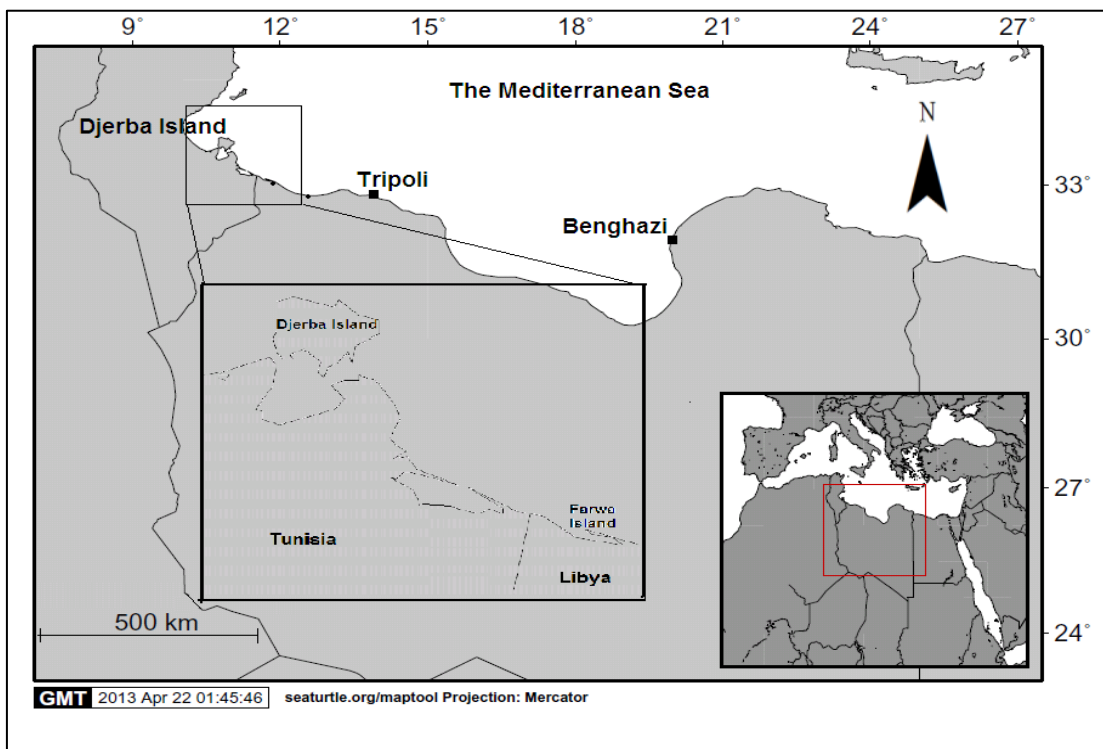 9° 12° 15° 18° 21° 24° 27°
The Mediterranean Sea
N
Djerba Island
Tripoli
33°
Benghazi
30°
Djerba Island
27°
Farwa
Island
Tunisia
Libya
500 km
24°
GMT 2013 Apr 22 01:45:46 seaturtle.org/maptool Projection: Mercator